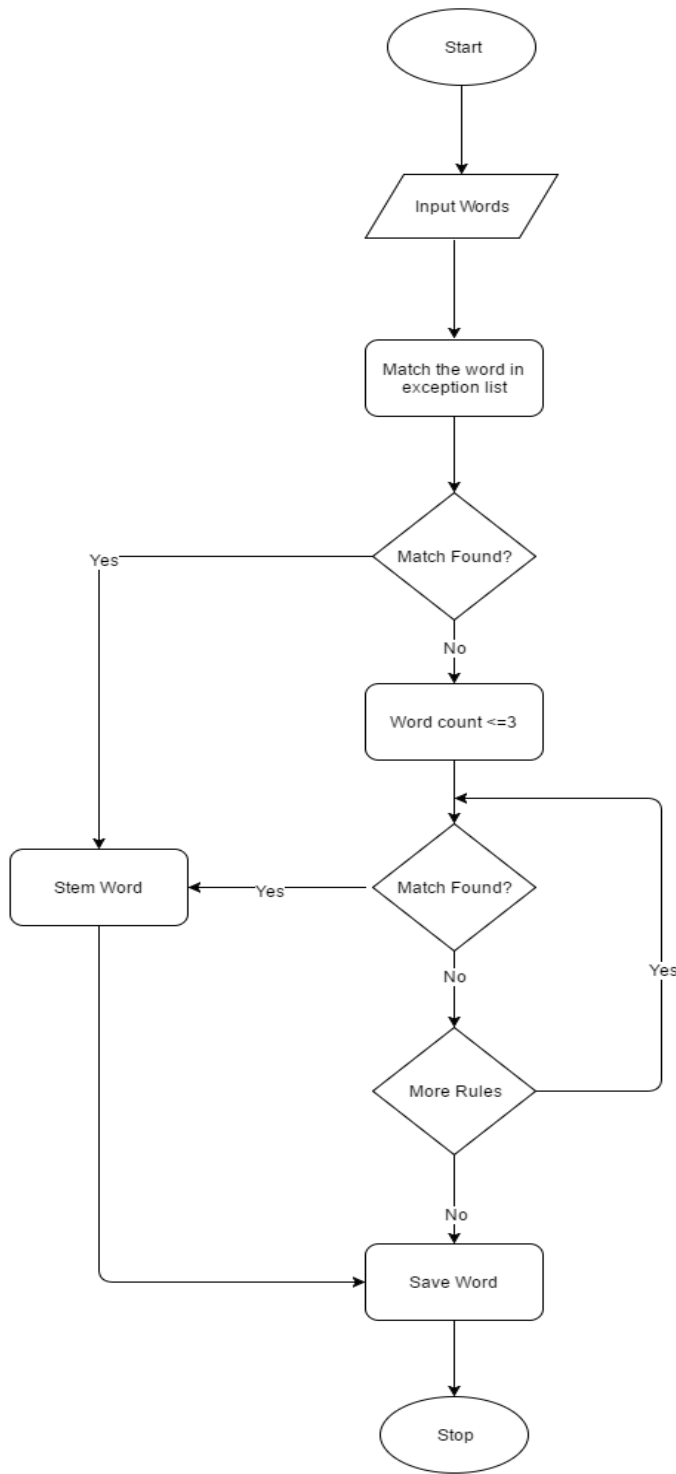 Start
Input Words
Match the word in
exception list
Match Found?
Yes
No
Word count <=3
Match Found?
Stem Word
Yes
No
Yes
More Rules
No
Save Word
Stop